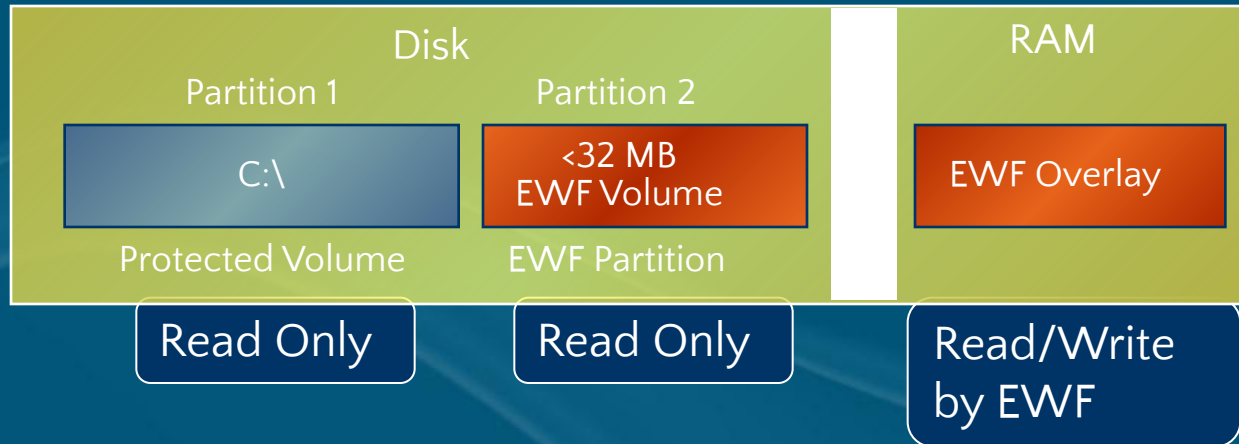 Disk
RAM
Partition 1
Partition 2
C:\
<32 MB
EWF Volume
EWF Overlay
Protected Volume
EWF Partition
Read Only
Read Only
Read/Write
by EWF